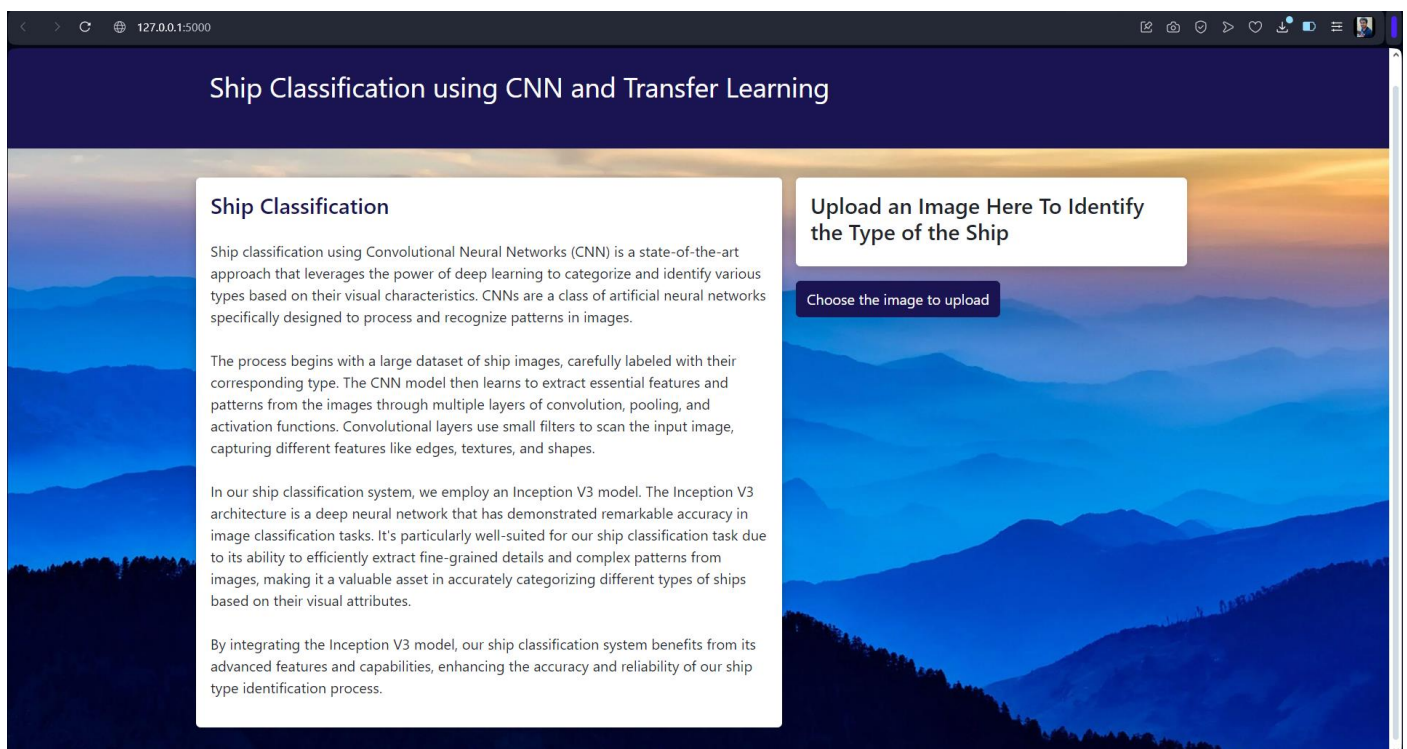 127.0.0.1:5000
Ship Classification using CNN and Transfer Learning
Ship Classification
Ship classification using Convolutional Neural Networks (CNN) is a state-of-the-art
approach that leverages the power of deep learning to categorize and identify various
types based on their visual characteristics. CNNs are a class of artificial neural networks
specifically designed to process and recognize patterns in images.
The process begins with a large dataset of ship images, carefully labeled with their
corresponding type. The CNN model then learns to extract essential features and
patterns from the images through multiple layers of convolution, pooling, and
activation functions. Convolutional layers use small filters to scan the input image,
capturing different features like edges, textures, and shapes.
In our ship classification system, we employ an Inception V3 model. The Inception V3
architecture is a deep neural network that has demonstrated remarkable accuracy in
image classification tasks. It's particularly well-suited for our ship classification task due
to its ability to efficiently extract fine-grained details and complex patterns from
images, making it a valuable asset in accurately categorizing different types of ships
based on their visual attributes.
By integrating the Inception V3 model, our ship classification system benefits from its
advanced features and capabilities, enhancing the accuracy and reliability of our ship
type identification process.
Upload an Image Here To Identify
the Type of the Ship
Choose the image to upload